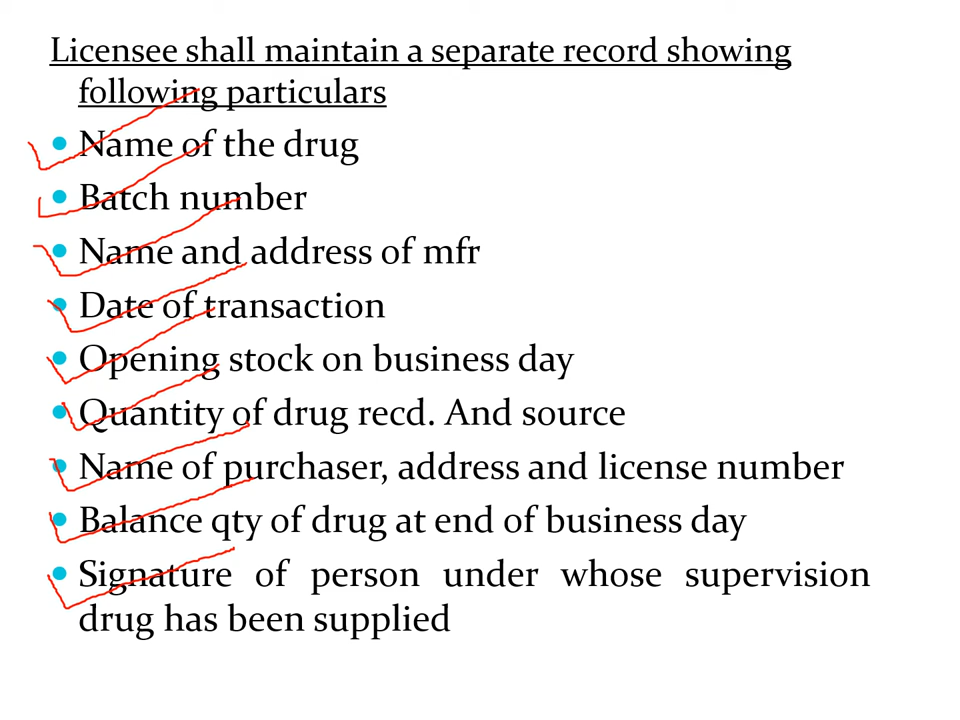 Licensee shall maintain a separate record showing
following particulars
• Name of the drug
• Batch number
• Name and address of mfr
• Date of transaction
• Opening stock on business day
• Quantity of drug recd. And source
• Name of purchaser, address and license number
• Balance qty of drug at end of business day
• Signature of person under whose supervision
drug has been supplied